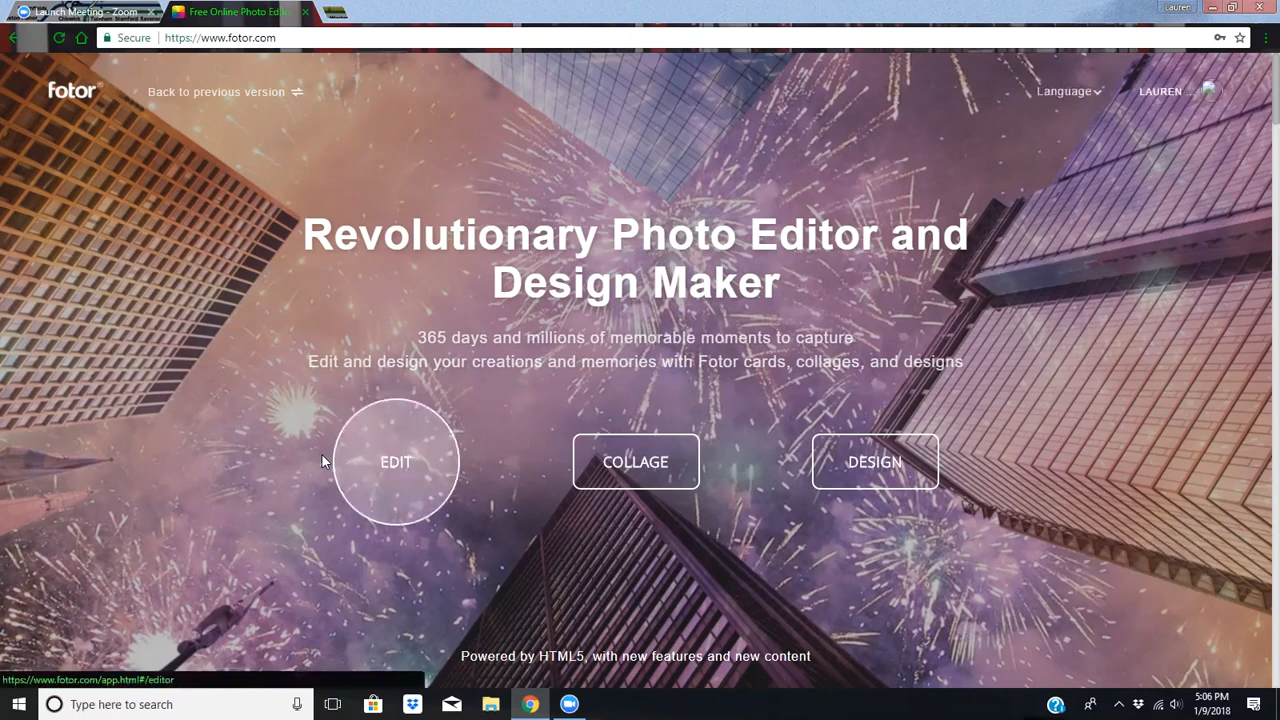 Launch Meeting - Zoom
Free Online Photo Edit
Lauren
Secure
https://www.fotor.com
fotor
Back to previous version
Language
LAUREN
Revolutionary Photo Editor and
Design Maker
365 days and millions of memorable moments to capture
Edit and design your creations and memories with Fotor cards, collages, and designs
EDIT
COLLAGE
DESIGN
Powered by HTML5, with new features and new content
https://www.fotor.com/app.html#/editor
Type here to search
5:06 PM
1/9/2018